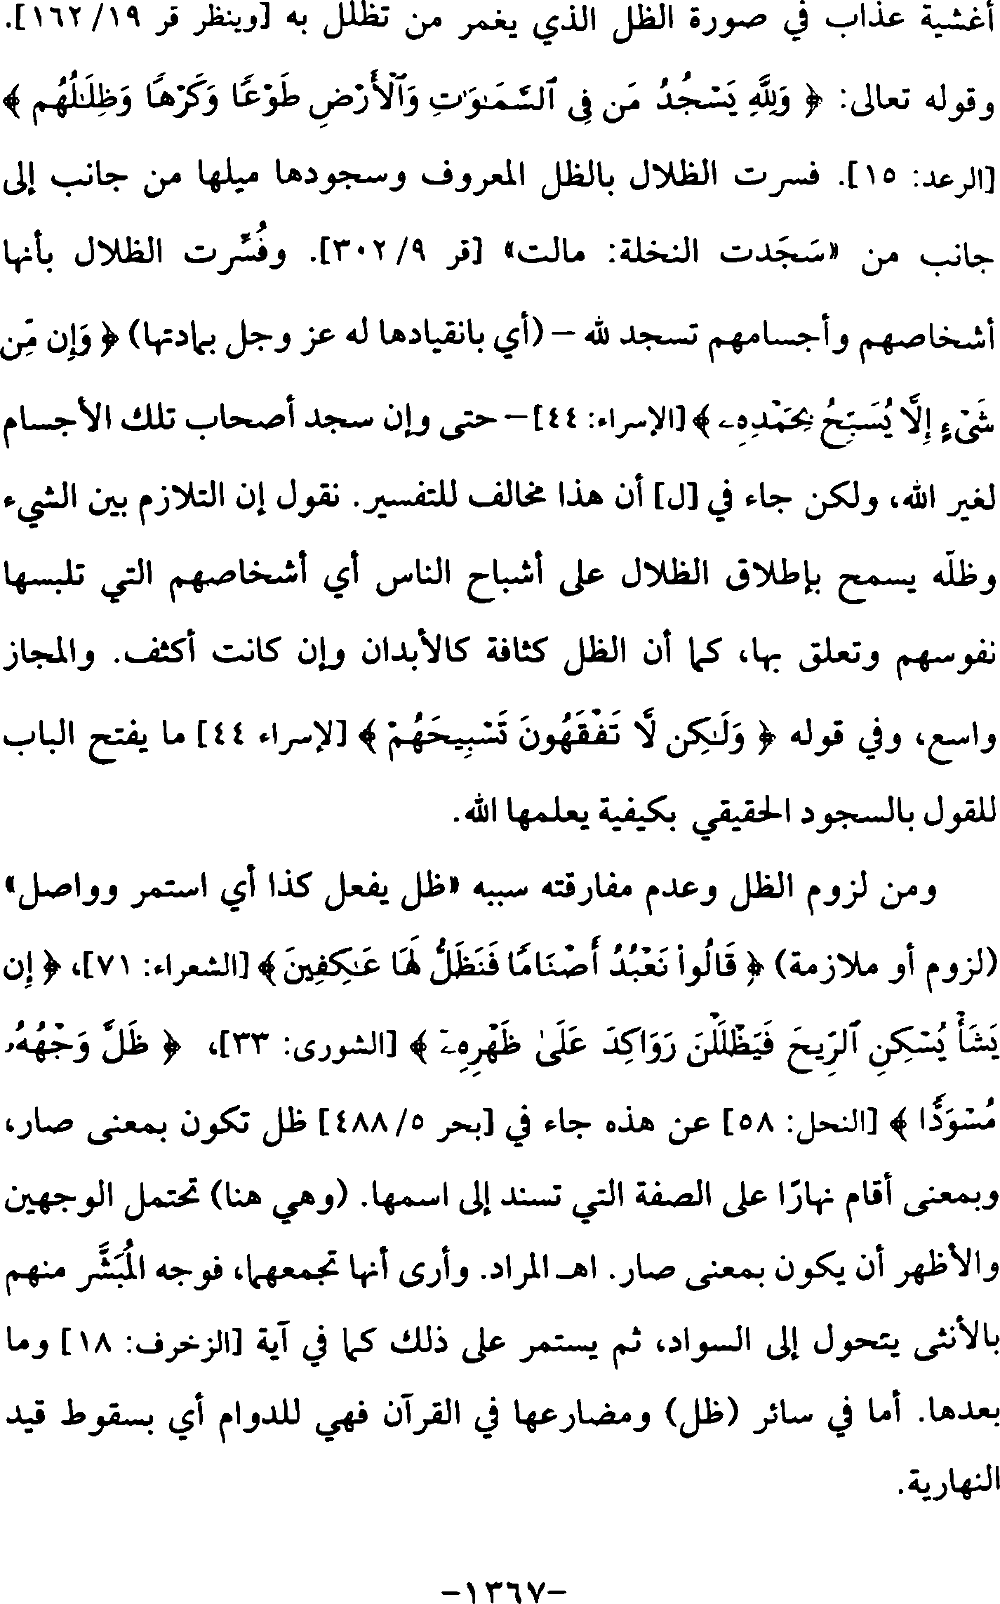 أغشية عذاب في صورة الظل الذي يغمر من تظلل به [وينظر قر ١٩/ ١٦٢].
وقوله تعالى: ﴿ وَلِلَّهِ يَسْجُدُ مَن فِى ٱلسَّمَـٰوَٰتِ وَٱلْأَرْضِ طَوْعًا وَكَرْهًا وَظِلَـٰلُهُم ﴾
[الرعد: ١٥]. فسرت الظلال بالظل المعروف وسجودها ميلها من جانب إلى
جانب من «سَجَدت النخلة: مالت» [قر ٩/ ٣٠٢]. وفُسِّرت الظلال بأنها
أشخاصهم وأجسامهم تسجد لله – (أي بانقيادها له عز وجل بمادتها) ﴿ وَإِن مِّن
شَىْءٍ إِلَّا يُسَبِّحُ بِحَمْدِهِۦ ﴾ [الإسراء: ٤٤] – حتى وإن سجد أصحاب تلك الأجسام
لغير الله، ولكن جاء في [ل] أن هذا مخالف للتفسير. نقول إن التلازم بين الشيء
وظلّه يسمح بإطلاق الظلال على أشباح الناس أي أشخاصهم التي تلبسها
نفوسهم وتعلق بها، كما أن الظل كثافة كالأبدان وإن كانت أكثف. والمجاز
واسع، وفي قوله ﴿ وَلَـٰكِن لَّا تَفْقَهُونَ تَسْبِيحَهُمْ ﴾ [لإسراء ٤٤] ما يفتح الباب
للقول بالسجود الحقيقي بكيفية يعلمها الله.
ومن لزوم الظل وعدم مفارقته سببه «ظل يفعل كذا أي استمر وواصل»
(لزوم أو ملازمة) ﴿ قَالُوا۟ نَعْبُدُ أَصْنَامًا فَنَظَلُّ لَهَا عَـٰكِفِينَ ﴾ [الشعراء: ٧١]، ﴿ إِن
يَشَأْ يُسْكِنِ ٱلرِّيحَ فَيَظْلَلْنَ رَوَاكِدَ عَلَىٰ ظَهْرِهِۦٓ ﴾ [الشورى: ٣٣]، ﴿ ظَلَّ وَجْهُهُۥ
مُسْوَدًّا ﴾ [النحل: ٥٨] عن هذه جاء في [بحر ٥/ ٤٨٨] ظل تكون بمعنى صار،
وبمعنى أقام نهارًا على الصفة التي تسند إلى اسمها. (وهي هنا) تحتمل الوجهين
والأظهر أن يكون بمعنى صار. اهـ المراد. وأرى أنها تجمعهما، فوجه المُبَشَّر منهم
بالأنثى يتحول إلى السواد، ثم يستمر على ذلك كما في آية [الزخرف: ١٨] وما
بعدها. أما في سائر (ظل) ومضارعها في القرآن فهي للدوام أي بسقوط قيد
النهارية.
-١٣٦٧-